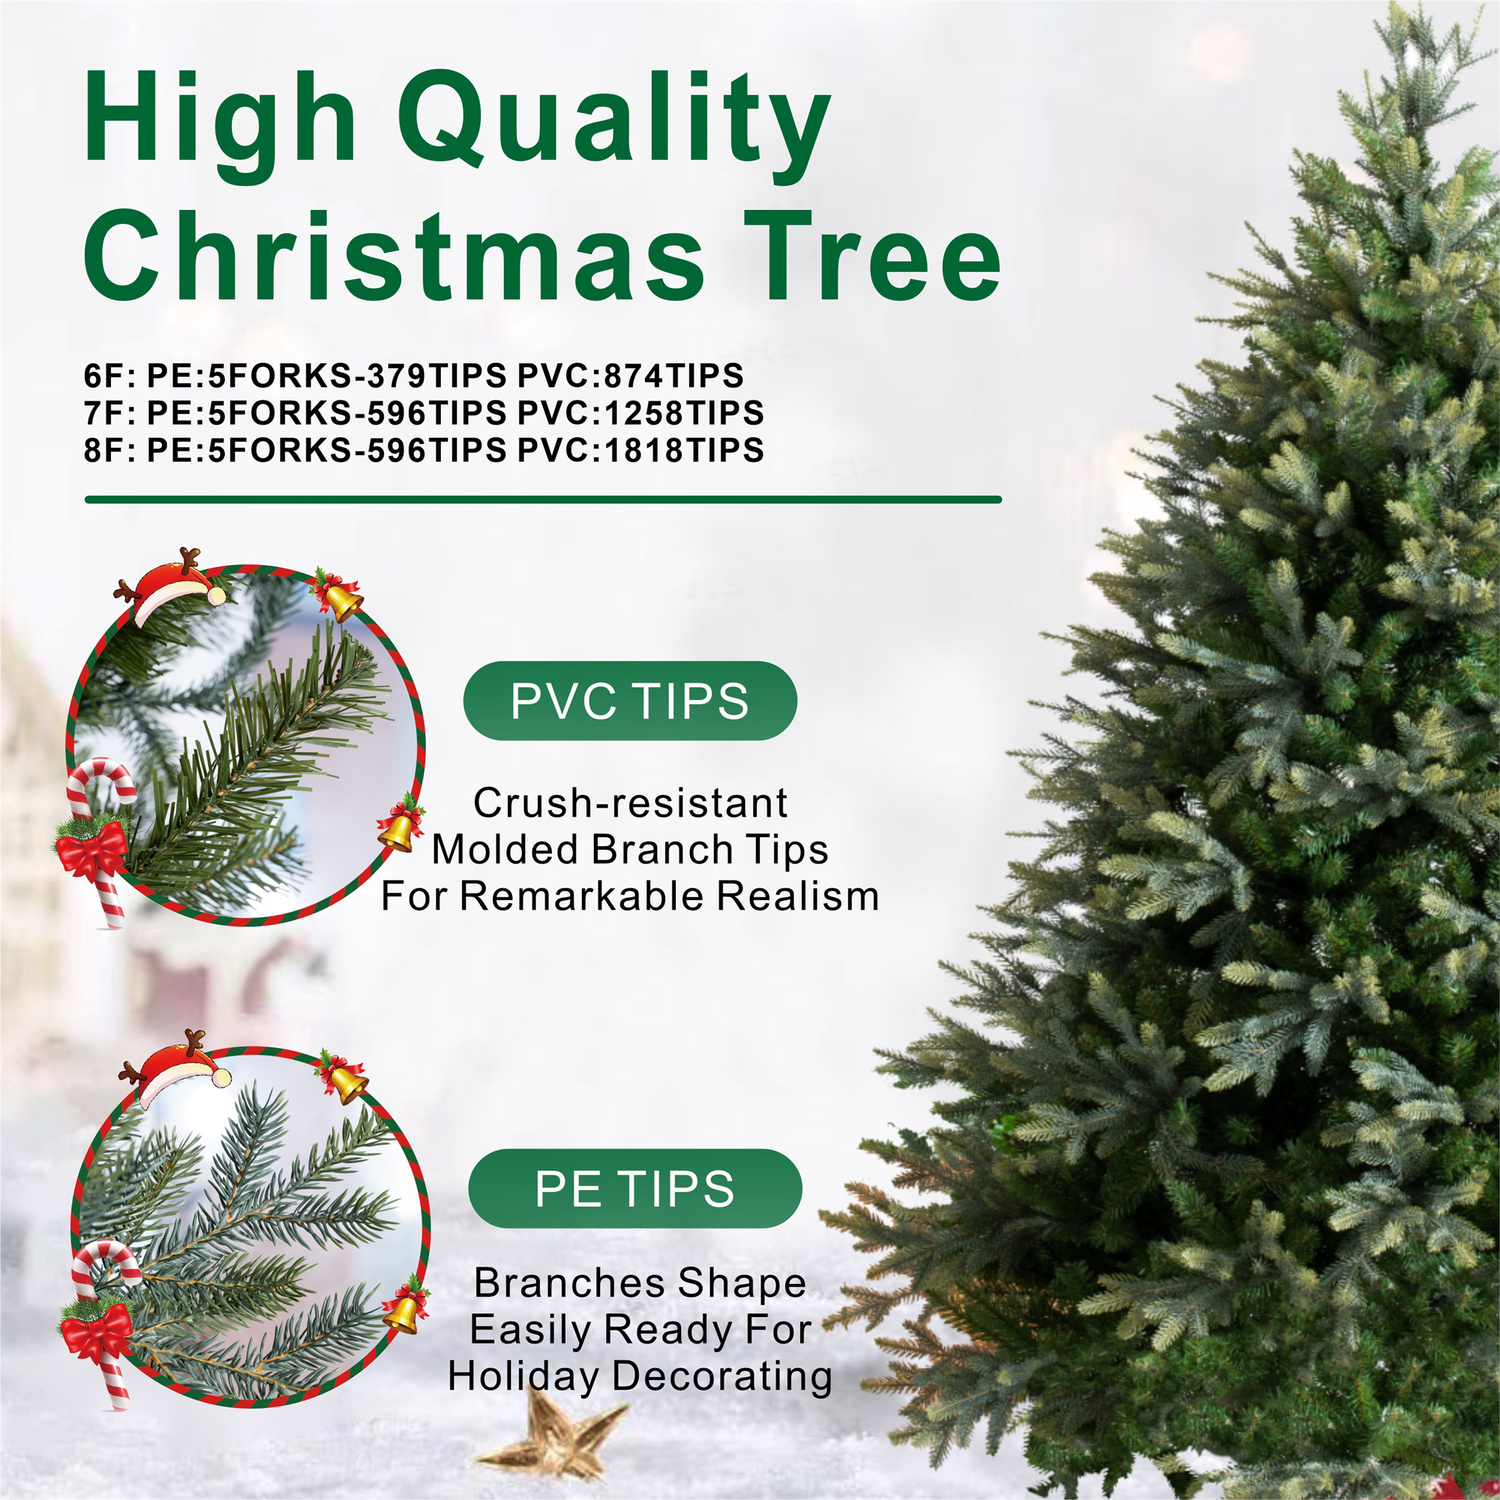 High Quality
Christmas Tree
6F: PE:5FORKS-379TIPS PVC:874TIPS
7F: PE:5FORKS-596TIPS PVC:1258TIPS
8F: PE:5FORKS-596TIPS PVC:1818TIPS
PVC TIPS
Crush-resistant
Molded Branch Tips
For Remarkable Realism
PE TIPS
Branches Shape
Easily Ready For
Holiday Decorating